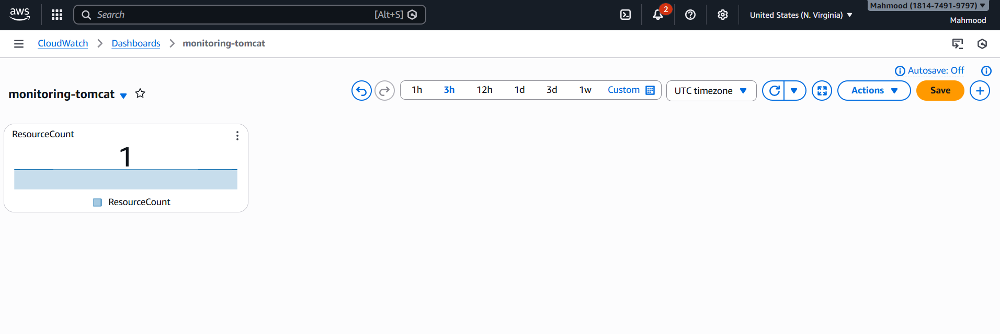 aws
Search [Alt+S]
2
United States (N. Virginia)
Mahmood (1814-7491-9797)
Mahmood
CloudWatch
Dashboards
monitoring-tomcat
Autosave: Off
monitoring-tomcat
1h 3h 12h 1d 3d 1w Custom
UTC timezone
Actions
Save
ResourceCount
1
ResourceCount